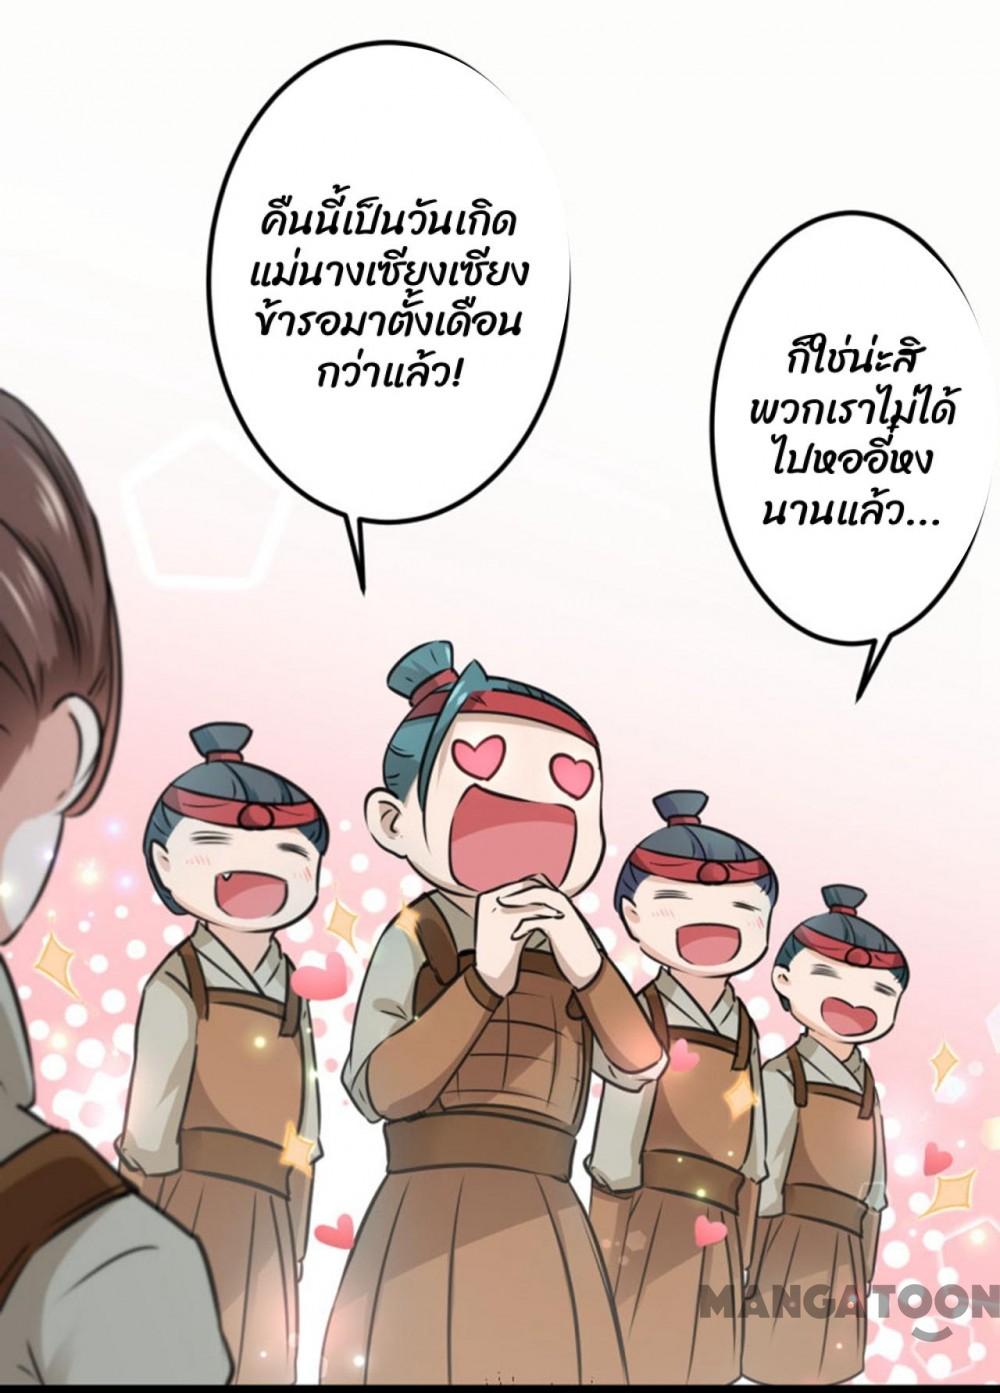 คืนนี้เป็นวันเกิด
แม่นางเซียงเซียง
ข้ารอมาตั้งเดือน
กว่าแล้ว!
ก็ใช่น่ะสิ
พวกเราไม่ได้
ไปหออี๋หง
นานแล้ว...
MANGATOON